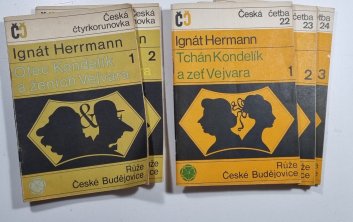 Česká
čtyrkorunovka
Ignát Herrmann
Otec Kondelík
a ženich Vejvara
1
2
Růže
České Budějovice
Česká četba
22
23
24
Ignát Hermann
Tchán Kondelík
a zeť Vejvara
1
2
3
Růže
České Budějovice